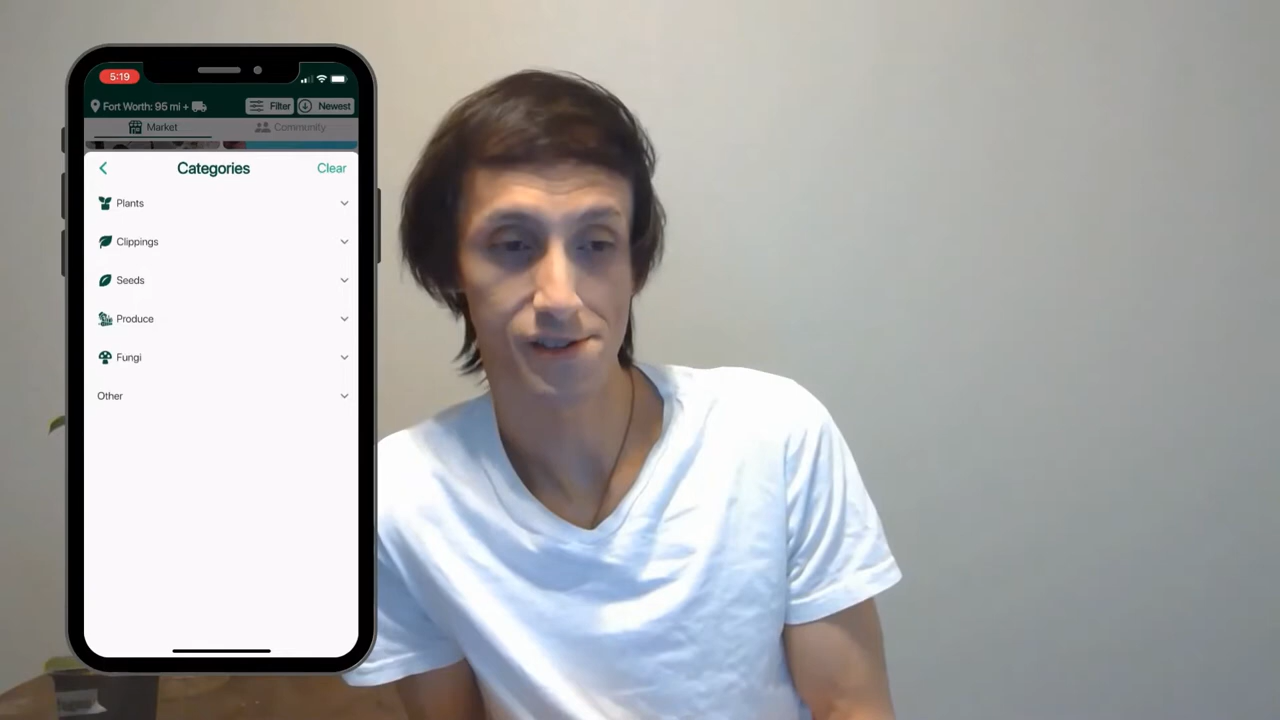 5:19
Fort Worth: 95 mi +
Filter
Newest
Market
Community
Categories
Clear
Plants
Clippings
Seeds
Produce
Fungi
Other